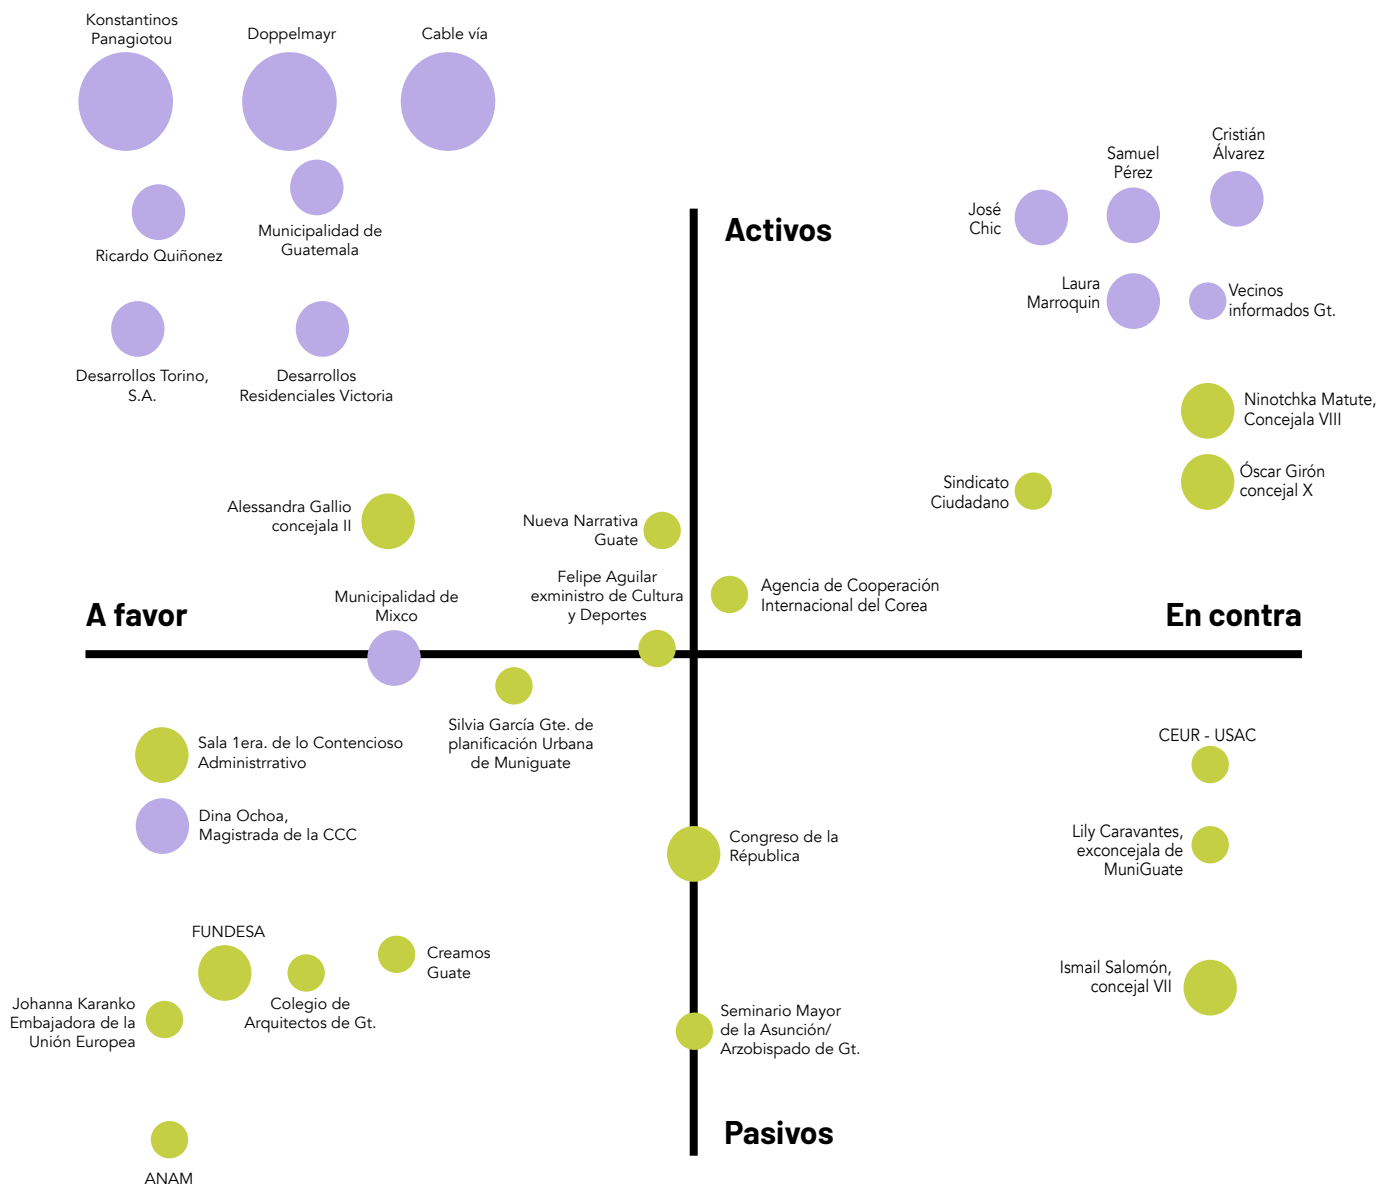 Konstantinos
Panagiotou
Doppelmayr
Cable vía
Ricardo Quiñonez
Municipalidad de
Guatemala
Desarrollos Torino,
S.A.
Desarrollos
Residenciales Victoria
Activos
José
Chic
Samuel
Pérez
Cristián
Álvarez
Laura
Marroquin
Vecinos
informados Gt.
Ninotchka Matute,
Concejala VIII
Óscar Girón
concejal X
Sindicato
Ciudadano
Alessandra Gallio
concejala II
Nueva Narrativa
Guate
Felipe Aguilar
exministro de Cultura
y Deportes
Agencia de Cooperación
Internacional del Corea
Municipalidad de
Mixco
A favor
En contra
Silvia García Gte. de
planificación Urbana
de Muniguate
Sala 1era. de lo Contencioso
Administrrativo
Dina Ochoa,
Magistrada de la CCC
CEUR - USAC
Congreso de la
Républica
Lily Caravantes,
exconcejala de
MuniGuate
FUNDESA
Creamos
Guate
Colegio de
Arquitectos de Gt.
Johanna Karanko
Embajadora de la
Unión Europea
Ismail Salomón,
concejal VII
Seminario Mayor
de la Asunción/
Arzobispado de Gt.
Pasivos
ANAM